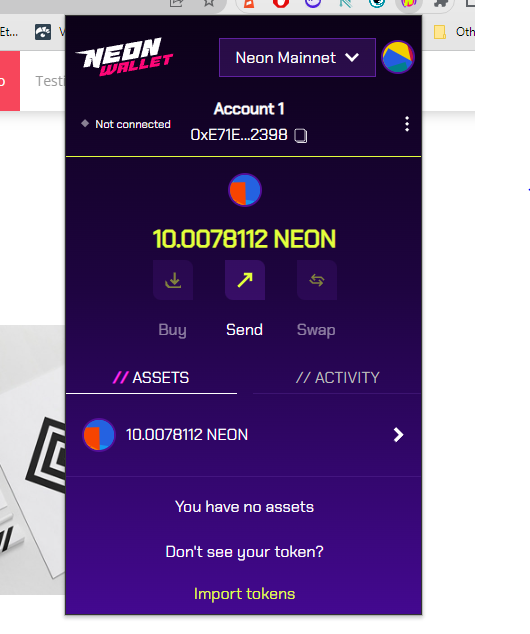 Et...
Oth
NEON
WALLET
Neon Mainnet
Testi
Account 1
Not connected
0xE71E...2398
10.0078112 NEON
Buy
Send
Swap
// ASSETS
// ACTIVITY
10.0078112 NEON
You have no assets
Don't see your token?
Import tokens